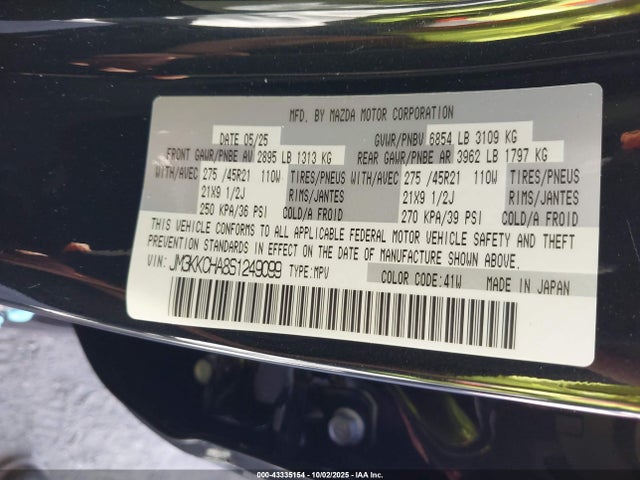 MFD. BY MAZDA MOTOR CORPORATION
DATE 05/25 GVWR/PNBV 6854 LB 3109 KG
FRONT GAWR/PNBE AV 2895 LB 1313 KG REAR GAWR/PNBE AR 3962 LB 1797 KG
WITH/AVEC 275 /45R21 110W TIRES/PNEUS WITH/AVEC 275 /45R21 110W TIRES/PNEUS
21X9 1/2J RIMS/JANTES 21X9 1/2J RIMS/JANTES
250 KPA/36 PSI COLD/A FROID 270 KPA/39 PSI COLD/A FROID
THIS VEHICLE CONFORMS TO ALL APPLICABLE FEDERAL MOTOR VEHICLE SAFETY AND THEFT
PREVENTION STANDARDS IN EFFECT ON THE DATE OF MANUFACTURE SHOWN ABOVE.
VIN: JM3KKCHA8S1249099 TYPE:MPV
COLOR CODE:41W MADE IN JAPAN
00-43335154 - 10/02/2025 - IAA Inc.